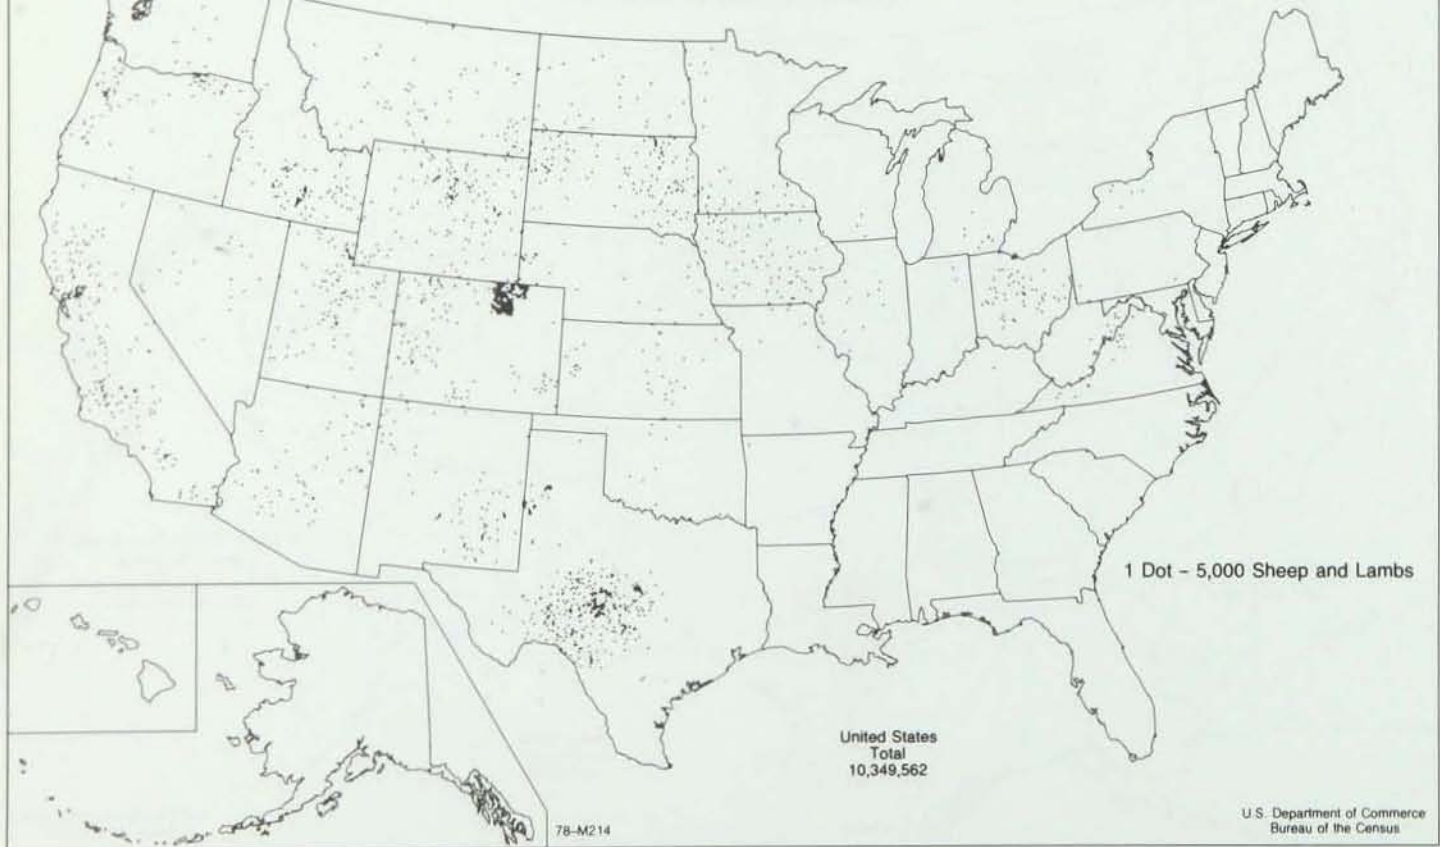 1 Dot – 5,000 Sheep and Lambs
United States
Total
10,349,562
78–M214
U.S. Department of Commerce
Bureau of the Census